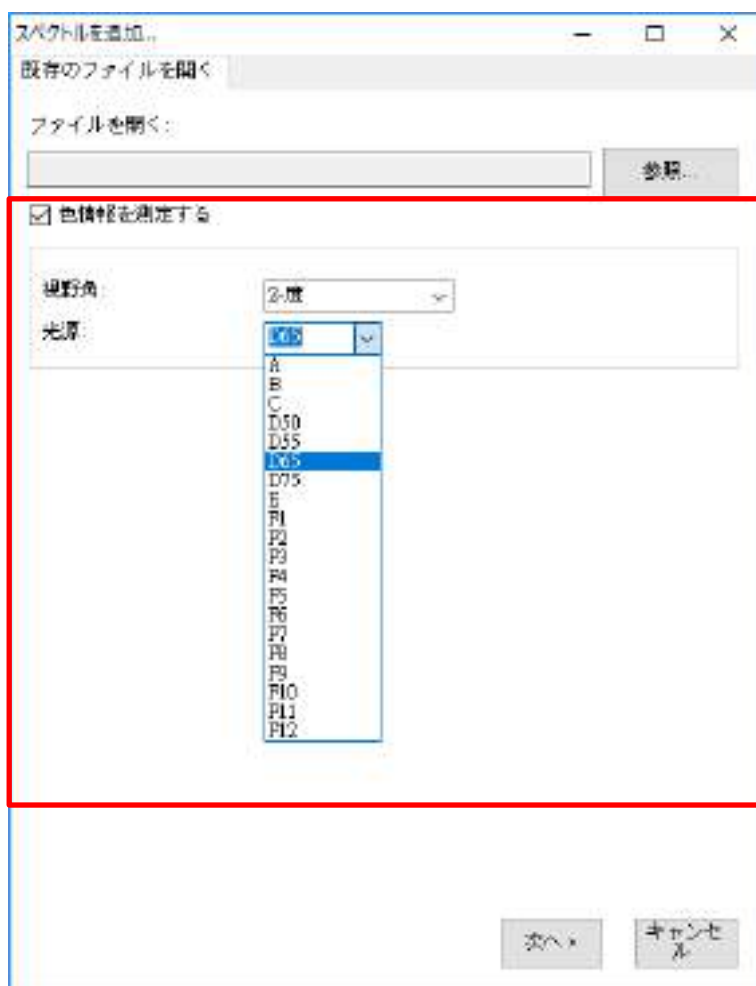 スペクトルを追加...
既存のファイルを開く
ファイルを開く:
参照...
色情報を測定する
視野角:
2-度
光源:
D65
A
B
C
D50
D55
D65
D75
E
F1
F2
F3
F4
F5
F6
F7
F8
F9
F10
F11
F12
次へ >
キャンセ
ル